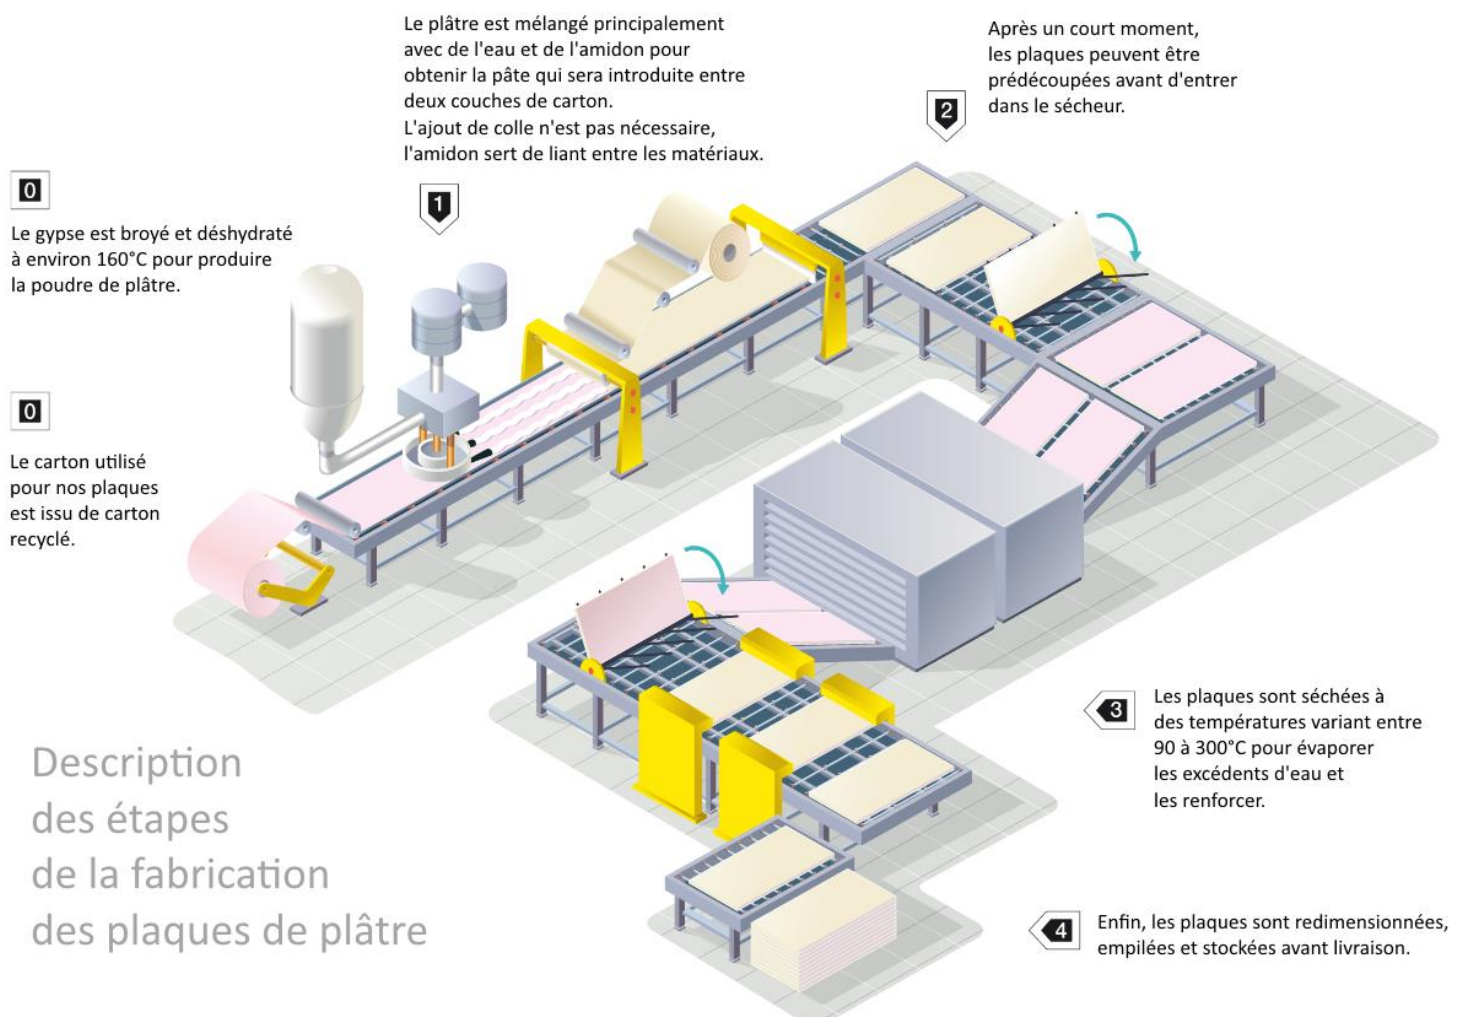 Le plâtre est mélangé principalement
avec de l'eau et de l'amidon pour
obtenir la pâte qui sera introduite entre
deux couches de carton.
L'ajout de colle n'est pas nécessaire,
l'amidon sert de liant entre les matériaux.
1
Après un court moment,
les plaques peuvent être
prédécoupées avant d'entrer
dans le sécheur.
2
0
Le gypse est broyé et déshydraté
à environ 160°C pour produire
la poudre de plâtre.
0
Le carton utilisé
pour nos plaques
est issu de carton
recyclé.
3
Les plaques sont séchées à
des températures variant entre
90 à 300°C pour évaporer
les excédents d'eau et
les renforcer.
Description
des étapes
de la fabrication
des plaques de plâtre
4
Enfin, les plaques sont redimensionnées,
empilées et stockées avant livraison.